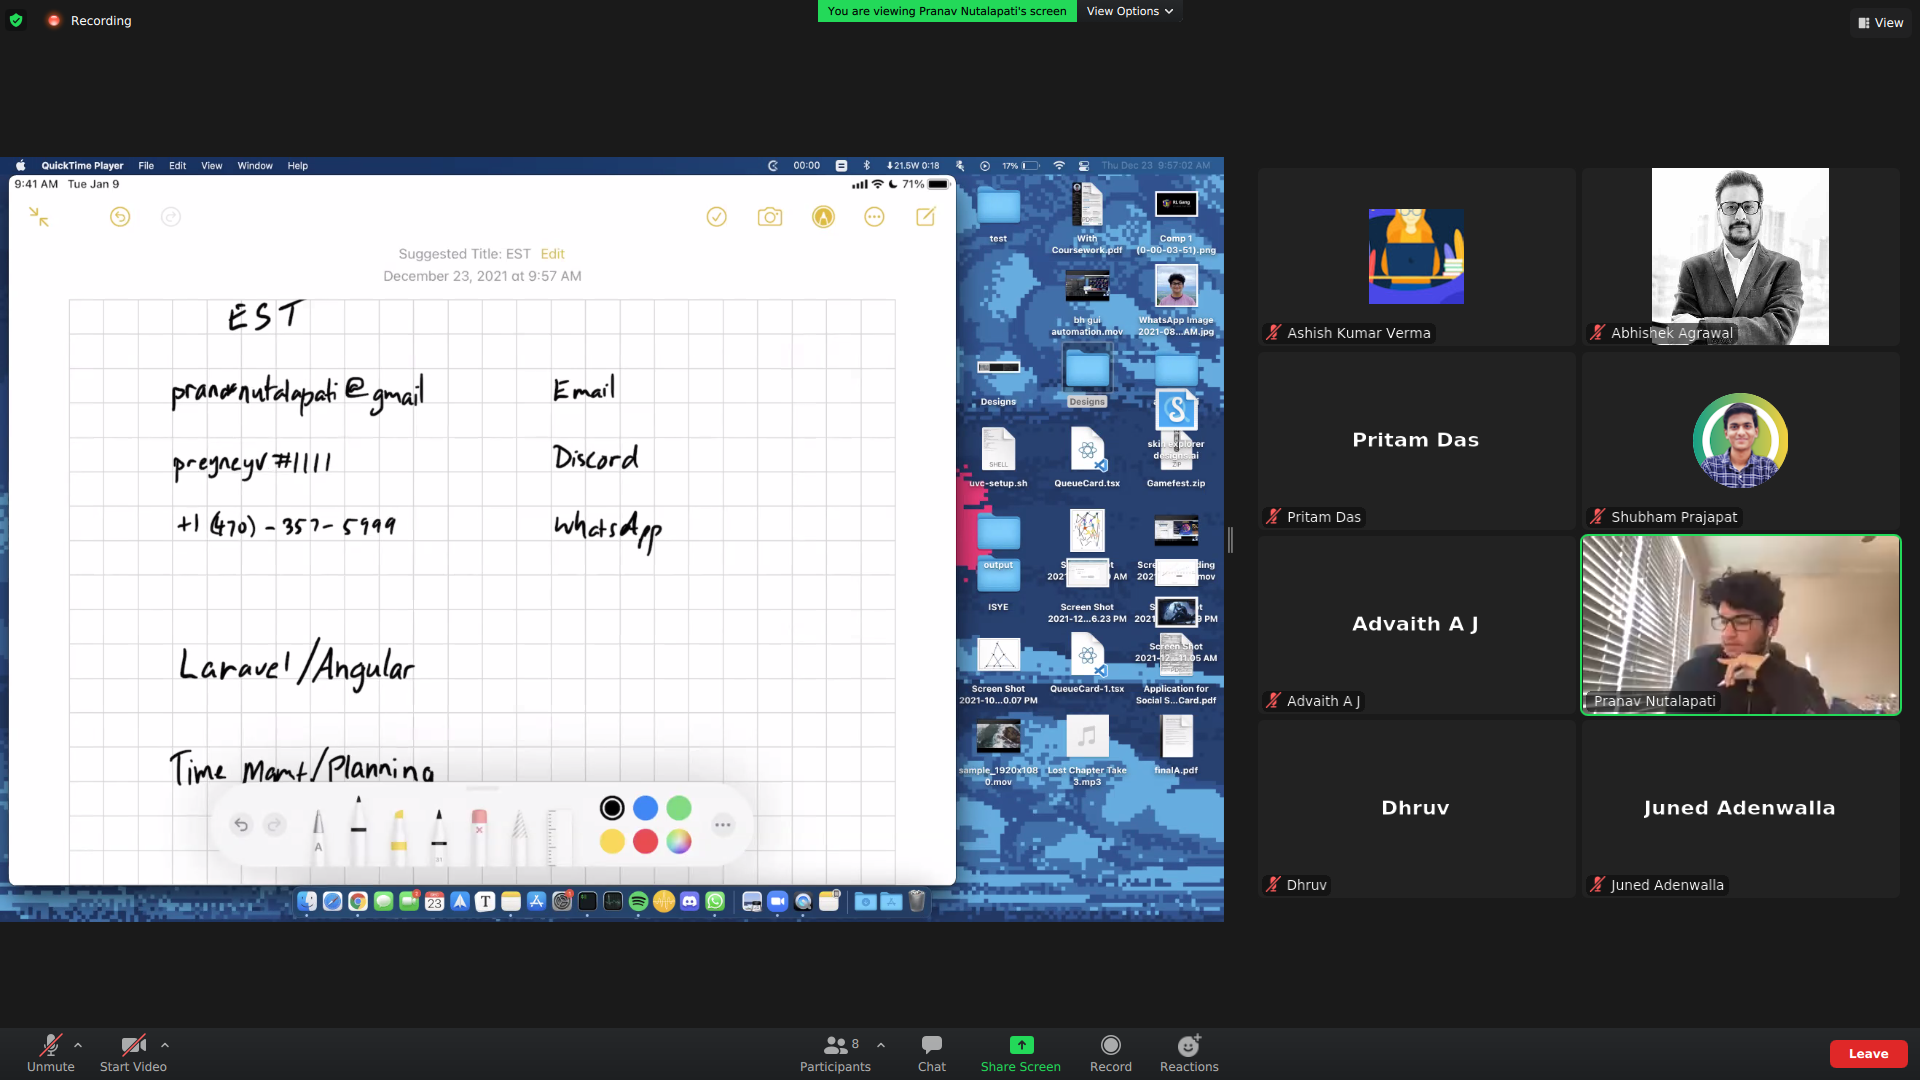 Recording
You are viewing Pranav Nutalapati's screen
View Options
View
QuickTime Player File Edit View Window Help
00:00
21.5W 0:18
17%
Thu Dec 23 9:57:02 AM
9:41 AM Tue Jan 9
71%
Suggested Title: EST Edit
December 23, 2021 at 9:57 AM
EST
pranavnutalapati@gmail Email
pregneyv#1111 Discord
+1 (470) - 357 - 5999 WhatsApp
Laravel/Angular
Time Mgmt/Planning
test
With Coursework.pdf
Comp 1 (0-00-03-51).png
bh gui automation.mov
WhatsApp Image 2021-08...AM.jpg
Designs
Designs
skin explorer designs.ai
SHELL
ZIP
uvc-setup.sh
QueueCard.tsx
Gamefest.zip
output
ISYE
Screen Shot 2021-12...6.23 PM
Screen Shot 2021-12...11.05 AM
Screen Shot 2021-10...0.07 PM
QueueCard-1.tsx
Application for Social S...Card.pdf
sample_1920x1080.mov
Lost Chapter Take 3.mp3
finalA.pdf
23
Ashish Kumar Verma
Abhishek Agrawal
Pritam Das
Pritam Das
Shubham Prajapat
Advaith A J
Advaith A J
Pranav Nutalapati
Dhruv
Dhruv
Juned Adenwalla
Juned Adenwalla
Unmute
Start Video
Participants 8
Chat
Share Screen
Record
Reactions
Leave